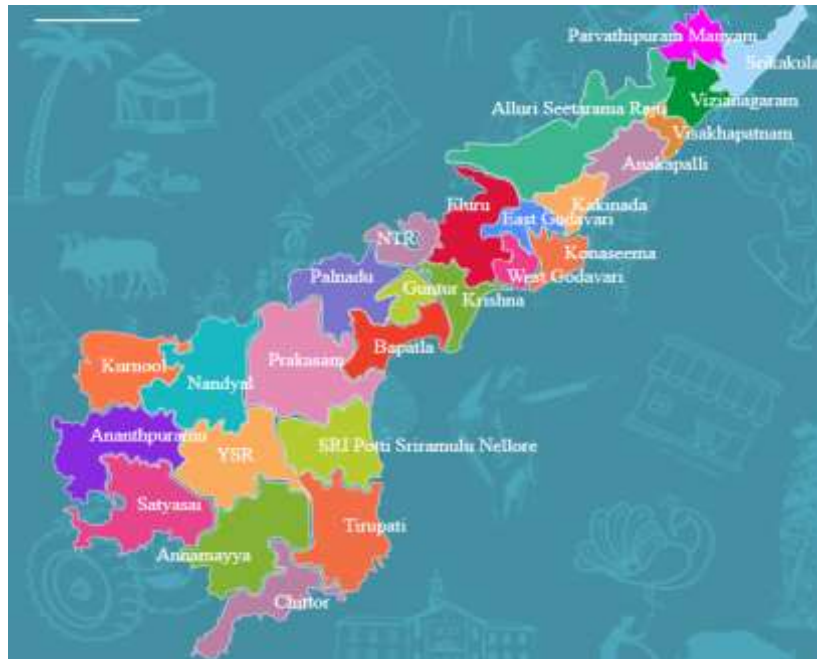 Parvathipuram Manyam
Srikakula
Vizianagaram
Alluri Seetarama Raju
Visakhapatnam
Anakapalli
Eluru
Kakinada
East Godavari
NTR
Konaseema
Palnadu
West Godavari
Guntur
Krishna
Bapatla
Prakasam
Kurnool
Nandyal
Ananthpuramu
SRI Potti Sriramulu Nellore
YSR
Satyasai
Tirupati
Annamayya
Chittor